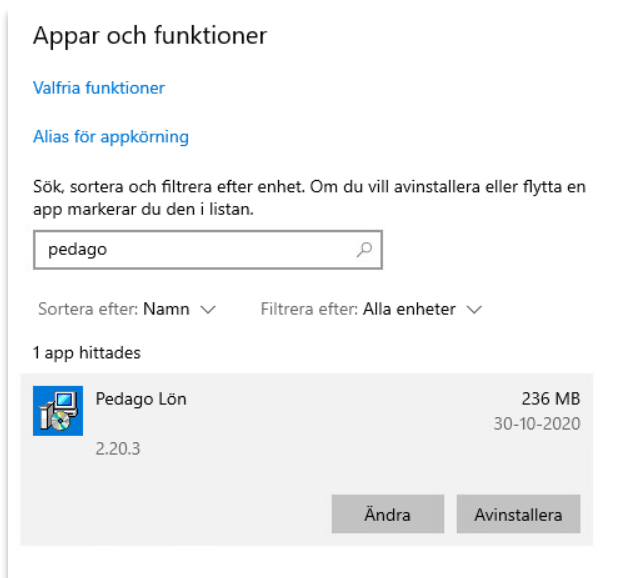 Appar och funktioner
Valfria funktioner
Alias för appkörning
Sök, sortera och filtrera efter enhet. Om du vill avinstallera eller flytta en
app markerar du den i listan.
pedago
Sortera efter: Namn Filtrera efter: Alla enheter
1 app hittades
Pedago Lön 236 MB
30-10-2020
2.20.3
Ändra Avinstallera